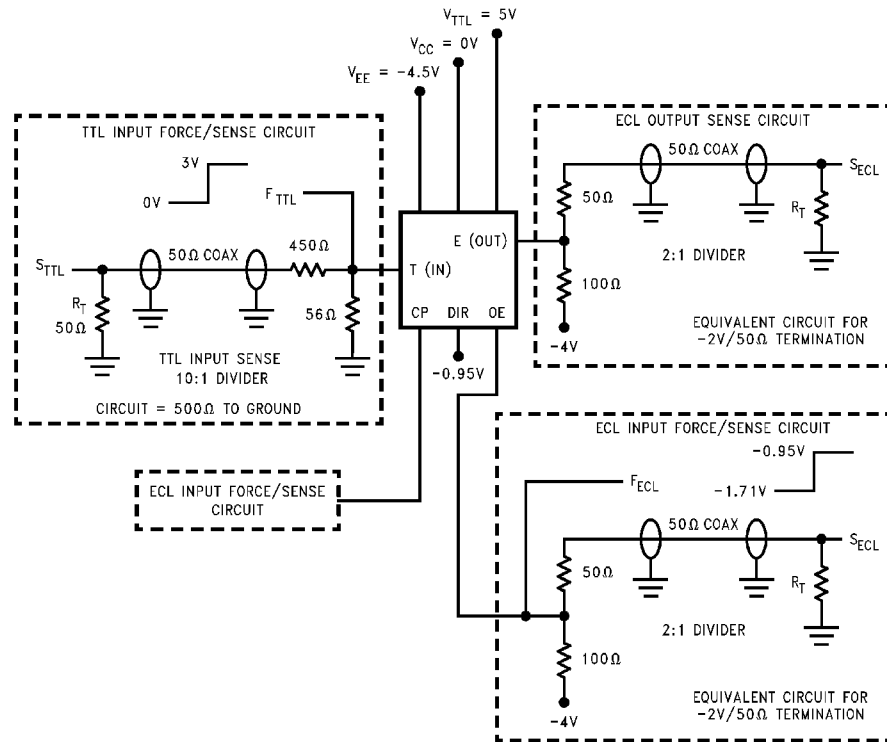 V_TTL = 5V
V_CC = 0V
V_EE = -4.5V
TTL INPUT FORCE/SENSE CIRCUIT
3V
0V
F_TTL
S_TTL
50Ω COAX
450Ω
R_T
50Ω
56Ω
TTL INPUT SENSE
10:1 DIVIDER
CIRCUIT = 500Ω TO GROUND
E (OUT)
T (IN)
CP
DIR
OE
-0.95V
ECL OUTPUT SENSE CIRCUIT
50Ω COAX
S_ECL
50Ω
R_T
100Ω
2:1 DIVIDER
-4V
EQUIVALENT CIRCUIT FOR
-2V/50Ω TERMINATION
ECL INPUT FORCE/SENSE
CIRCUIT
ECL INPUT FORCE/SENSE CIRCUIT
-0.95V
-1.71V
F_ECL
50Ω COAX
S_ECL
50Ω
R_T
2:1 DIVIDER
100Ω
-4V
EQUIVALENT CIRCUIT FOR
-2V/50Ω TERMINATION